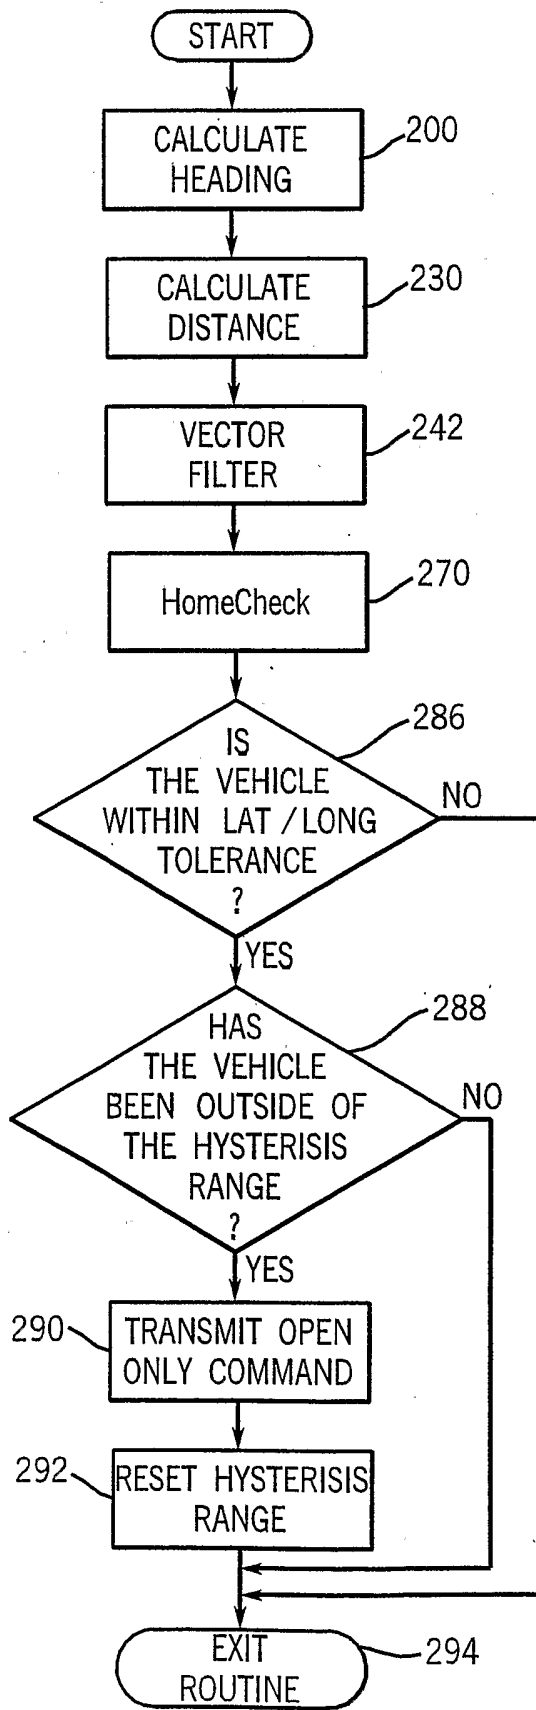 START
CALCULATE
HEADING
200
CALCULATE
DISTANCE
230
VECTOR
FILTER
242
HomeCheck
270
286
IS
THE VEHICLE
WITHIN LAT / LONG
TOLERANCE
?
NO
YES
288
HAS
THE VEHICLE
BEEN OUTSIDE OF
THE HYSTERISIS
RANGE
?
NO
YES
290
TRANSMIT OPEN
ONLY COMMAND
292
RESET HYSTERISIS
RANGE
EXIT
ROUTINE
294